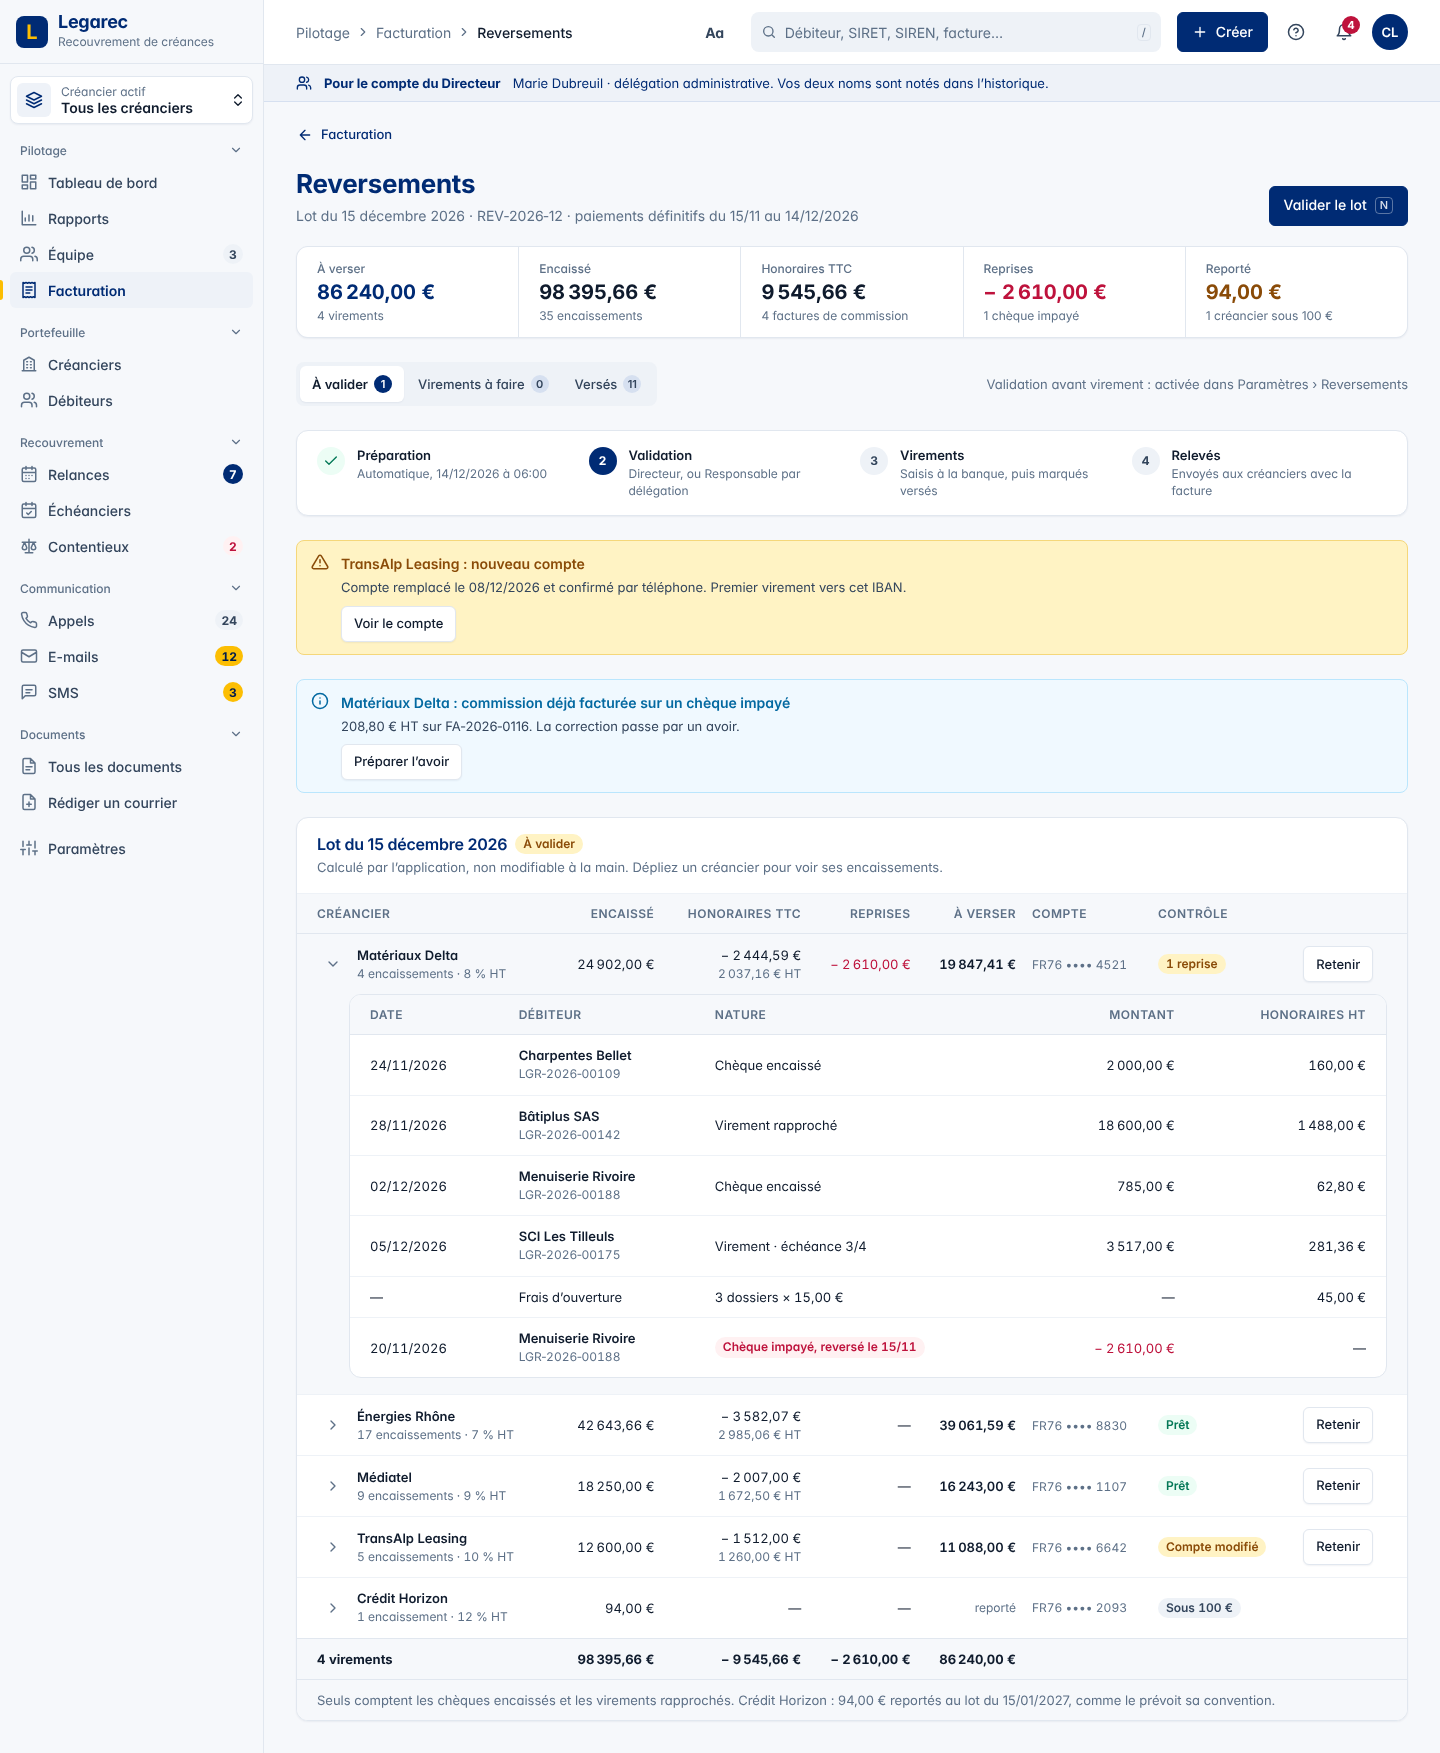 Legarec
Recouvrement de créances
Créancier actif
Tous les créanciers
Pilotage
Tableau de bord
Rapports
Équipe 3
Facturation
Portefeuille
Créanciers
Débiteurs
Recouvrement
Relances 7
Échéanciers
Contentieux 2
Communication
Appels 24
E-mails 12
SMS 3
Documents
Tous les documents
Rédiger un courrier
Paramètres
Pilotage > Facturation > Reversements
Aa
Débiteur, SIRET, SIREN, facture... /
+ Créer
4
CL
Pour le compte du Directeur Marie Dubreuil · délégation administrative. Vos deux noms sont notés dans l’historique.
← Facturation
Reversements
Lot du 15 décembre 2026 · REV-2026-12 · paiements définitifs du 15/11 au 14/12/2026
Valider le lot N
À verser
86 240,00 €
4 virements
Encaissé
98 395,66 €
35 encaissements
Honoraires TTC
9 545,66 €
4 factures de commission
Reprises
− 2 610,00 €
1 chèque impayé
Reporté
94,00 €
1 créancier sous 100 €
À valider 1 Virements à faire 0 Versés 11
Validation avant virement : activée dans Paramètres › Reversements
Préparation
Automatique, 14/12/2026 à 06:00
2 Validation
Directeur, ou Responsable par
délégation
3 Virements
Saisis à la banque, puis marqués
versés
4 Relevés
Envoyés aux créanciers avec la
facture
TransAlp Leasing : nouveau compte
Compte remplacé le 08/12/2026 et confirmé par téléphone. Premier virement vers cet IBAN.
Voir le compte
Matériaux Delta : commission déjà facturée sur un chèque impayé
208,80 € HT sur FA-2026-0116. La correction passe par un avoir.
Préparer l’avoir
Lot du 15 décembre 2026 À valider
Calculé par l’application, non modifiable à la main. Dépliez un créancier pour voir ses encaissements.
CRÉANCIER ENCAISSÉ HONORAIRES TTC REPRISES À VERSER COMPTE CONTRÔLE
Matériaux Delta
4 encaissements · 8 % HT
24 902,00 €
− 2 444,59 €
2 037,16 € HT
− 2 610,00 € 19 847,41 € FR76 •••• 4521 1 reprise Retenir
DATE DÉBITEUR NATURE MONTANT HONORAIRES HT
24/11/2026 Charpentes Bellet
LGR-2026-00109
Chèque encaissé 2 000,00 € 160,00 €
28/11/2026 Bâtiplus SAS
LGR-2026-00142
Virement rapproché 18 600,00 € 1 488,00 €
02/12/2026 Menuiserie Rivoire
LGR-2026-00188
Chèque encaissé 785,00 € 62,80 €
05/12/2026 SCI Les Tilleuls
LGR-2026-00175
Virement · échéance 3/4 3 517,00 € 281,36 €
— Frais d’ouverture 3 dossiers × 15,00 € — 45,00 €
20/11/2026 Menuiserie Rivoire
LGR-2026-00188
Chèque impayé, reversé le 15/11 − 2 610,00 € —
Énergies Rhône
17 encaissements · 7 % HT
42 643,66 €
− 3 582,07 €
2 985,06 € HT
— 39 061,59 € FR76 •••• 8830 Prêt Retenir
Médiatel
9 encaissements · 9 % HT
18 250,00 €
− 2 007,00 €
1 672,50 € HT
— 16 243,00 € FR76 •••• 1107 Prêt Retenir
TransAlp Leasing
5 encaissements · 10 % HT
12 600,00 €
− 1 512,00 €
1 260,00 € HT
— 11 088,00 € FR76 •••• 6642 Compte modifié Retenir
Crédit Horizon
1 encaissement · 12 % HT
94,00 € — — reporté FR76 •••• 2093 Sous 100 €
4 virements 98 395,66 € − 9 545,66 € − 2 610,00 € 86 240,00 €
Seuls comptent les chèques encaissés et les virements rapprochés. Crédit Horizon : 94,00 € reportés au lot du 15/01/2027, comme le prévoit sa convention.